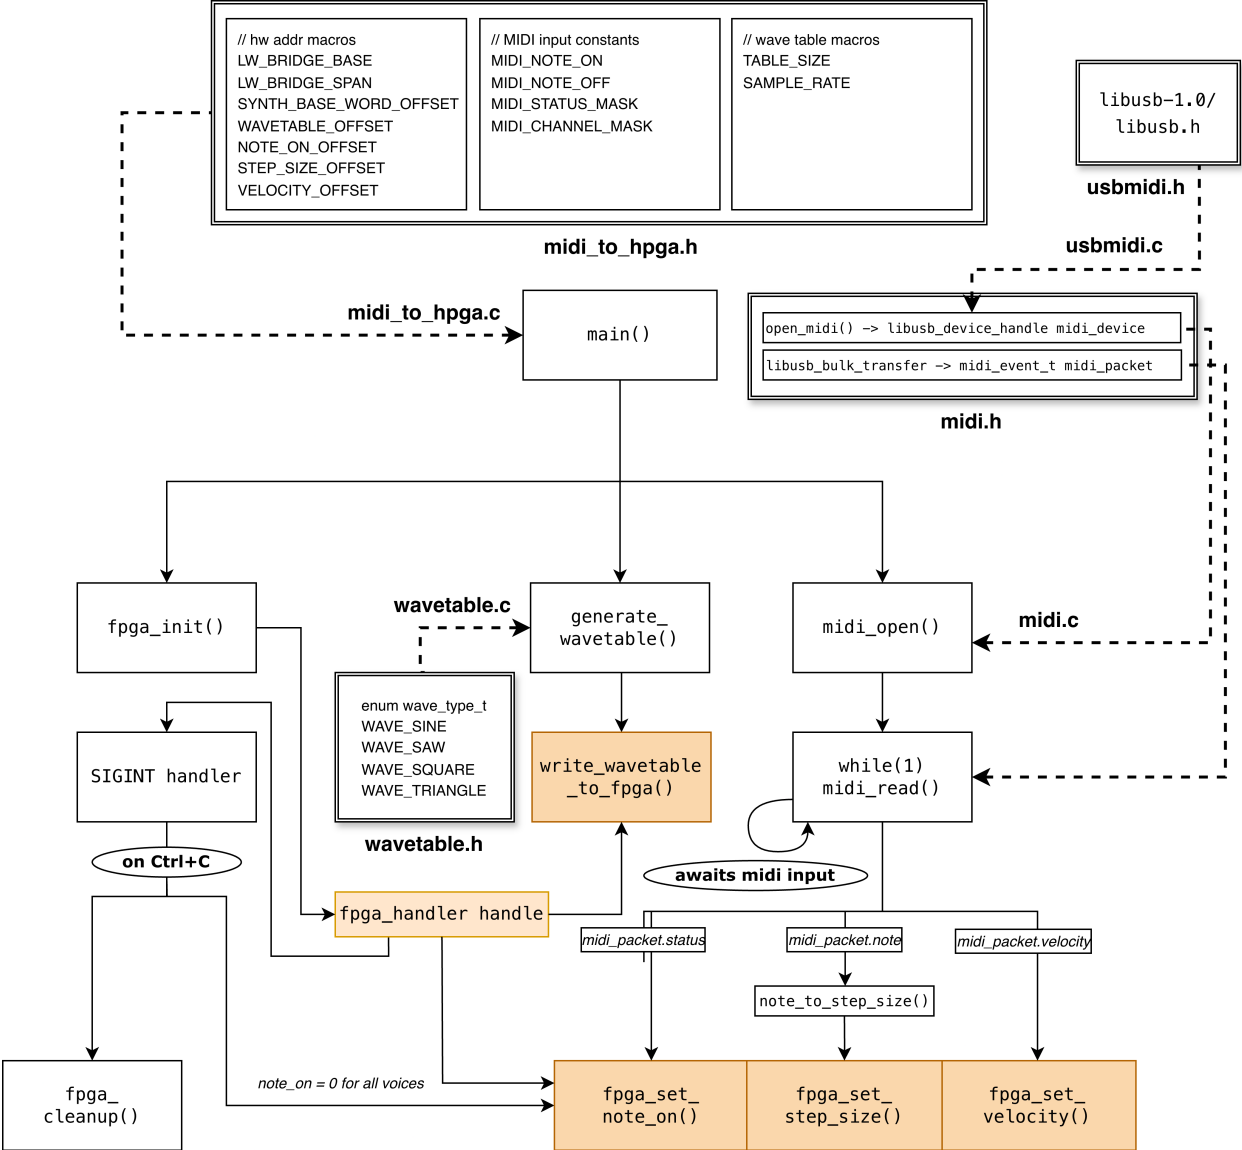 // hw addr macros
LW_BRIDGE_BASE
LW_BRIDGE_SPAN
SYNTH_BASE_WORD_OFFSET
WAVETABLE_OFFSET
NOTE_ON_OFFSET
STEP_SIZE_OFFSET
VELOCITY_OFFSET
// MIDI input constants
MIDI_NOTE_ON
MIDI_NOTE_OFF
MIDI_STATUS_MASK
MIDI_CHANNEL_MASK
// wave table macros
TABLE_SIZE
SAMPLE_RATE
midi_to_hpga.h
libusb-1.0/
libusb.h
usbmidi.h
usbmidi.c
midi_to_hpga.c
main()
open_midi() -> libusb_device_handle midi_device
libusb_bulk_transfer -> midi_event_t midi_packet
midi.h
fpga_init()
wavetable.c
generate_
wavetable()
midi_open()
midi.c
enum wave_type_t
WAVE_SINE
WAVE_SAW
WAVE_SQUARE
WAVE_TRIANGLE
wavetable.h
SIGINT handler
write_wavetable
_to_fpga()
while(1)
midi_read()
on Ctrl+C
awaits midi input
fpga_handler handle
midi_packet.status
midi_packet.note
midi_packet.velocity
note_to_step_size()
note_on = 0 for all voices
fpga_
cleanup()
fpga_set_
note_on()
fpga_set_
step_size()
fpga_set_
velocity()